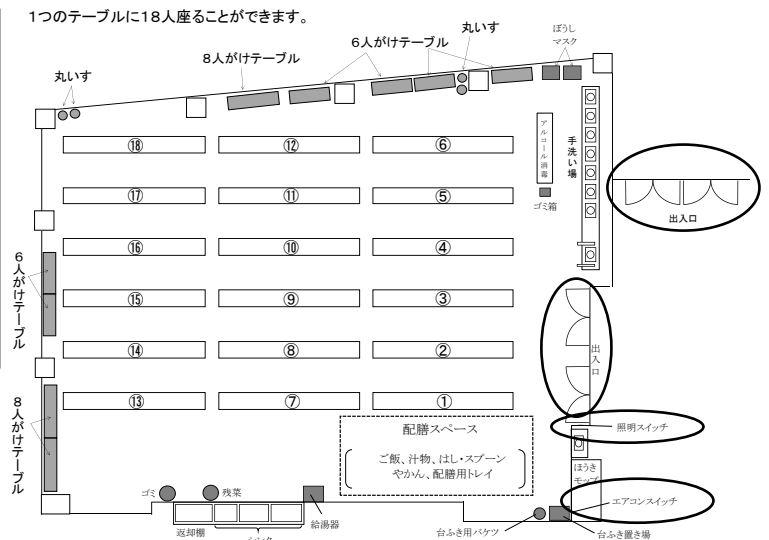 1つのテーブルに18人座ることができます。
丸いす
8人がけテーブル
6人がけテーブル
丸いす
ぼうし
マスク
⑱
⑫
⑥
⑰
⑪
⑤
⑯
⑩
④
⑮
⑨
③
⑭
⑧
②
⑬
⑦
①
アルコール消毒
手洗い場
ゴミ箱
出入口
6人がけテーブル
8人がけテーブル
出入口
照明スイッチ
配膳スペース
ご飯、汁物、はし・スプーン
やかん、配膳用トレイ
ほうき
モップ
エアコンスイッチ
ゴミ
残菜
給湯器
返却棚
シンク
台ふき用バケツ
台ふき置き場